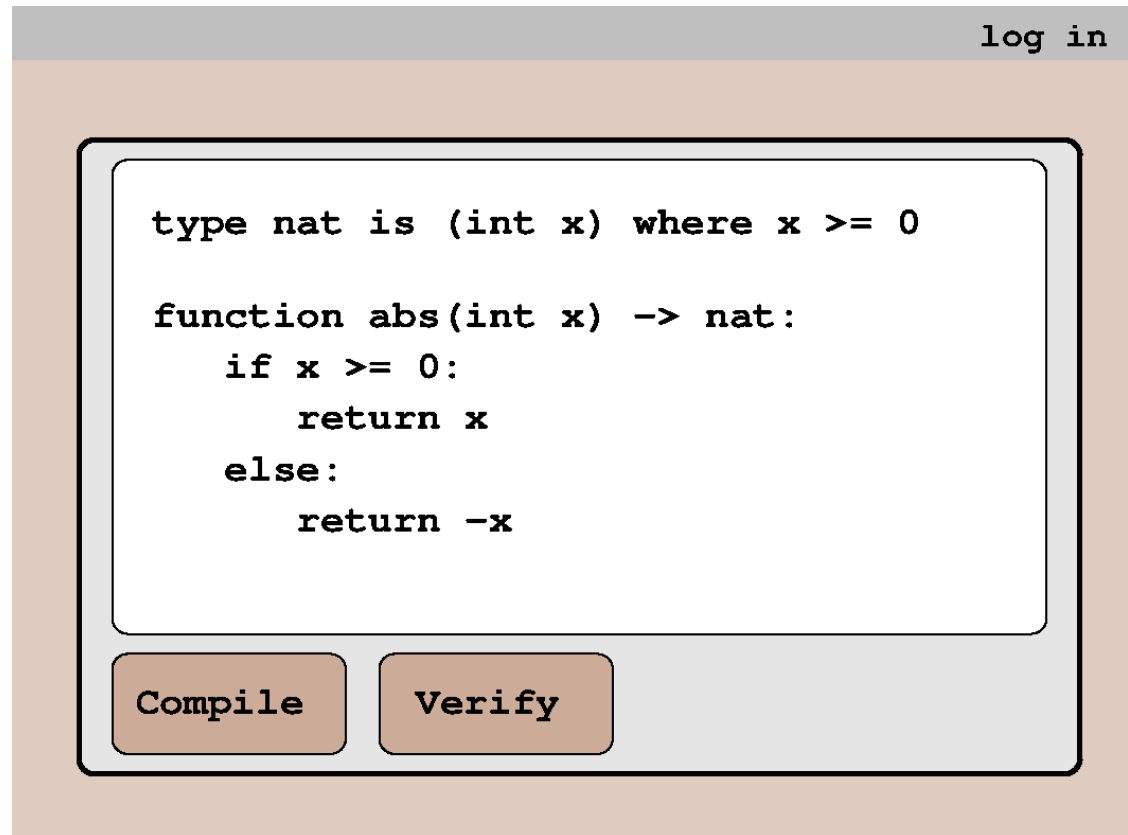 log in
type nat is (int x) where x >= 0
function abs(int x) -> nat:
   if x >= 0:
      return x
   else:
      return -x
Compile
Verify